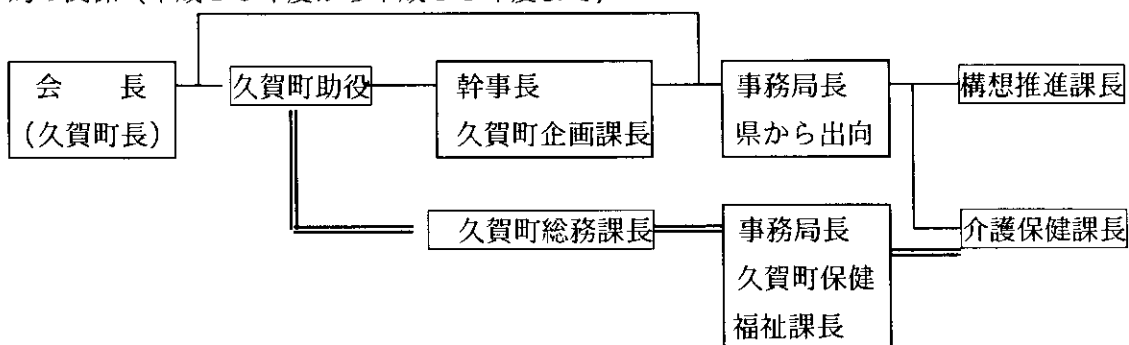 会　　長
（久賀町長）
久賀町助役
幹事長
久賀町企画課長
事務局長
県から出向
構想推進課長
久賀町総務課長
事務局長
久賀町保健
福祉課長
介護保健課長